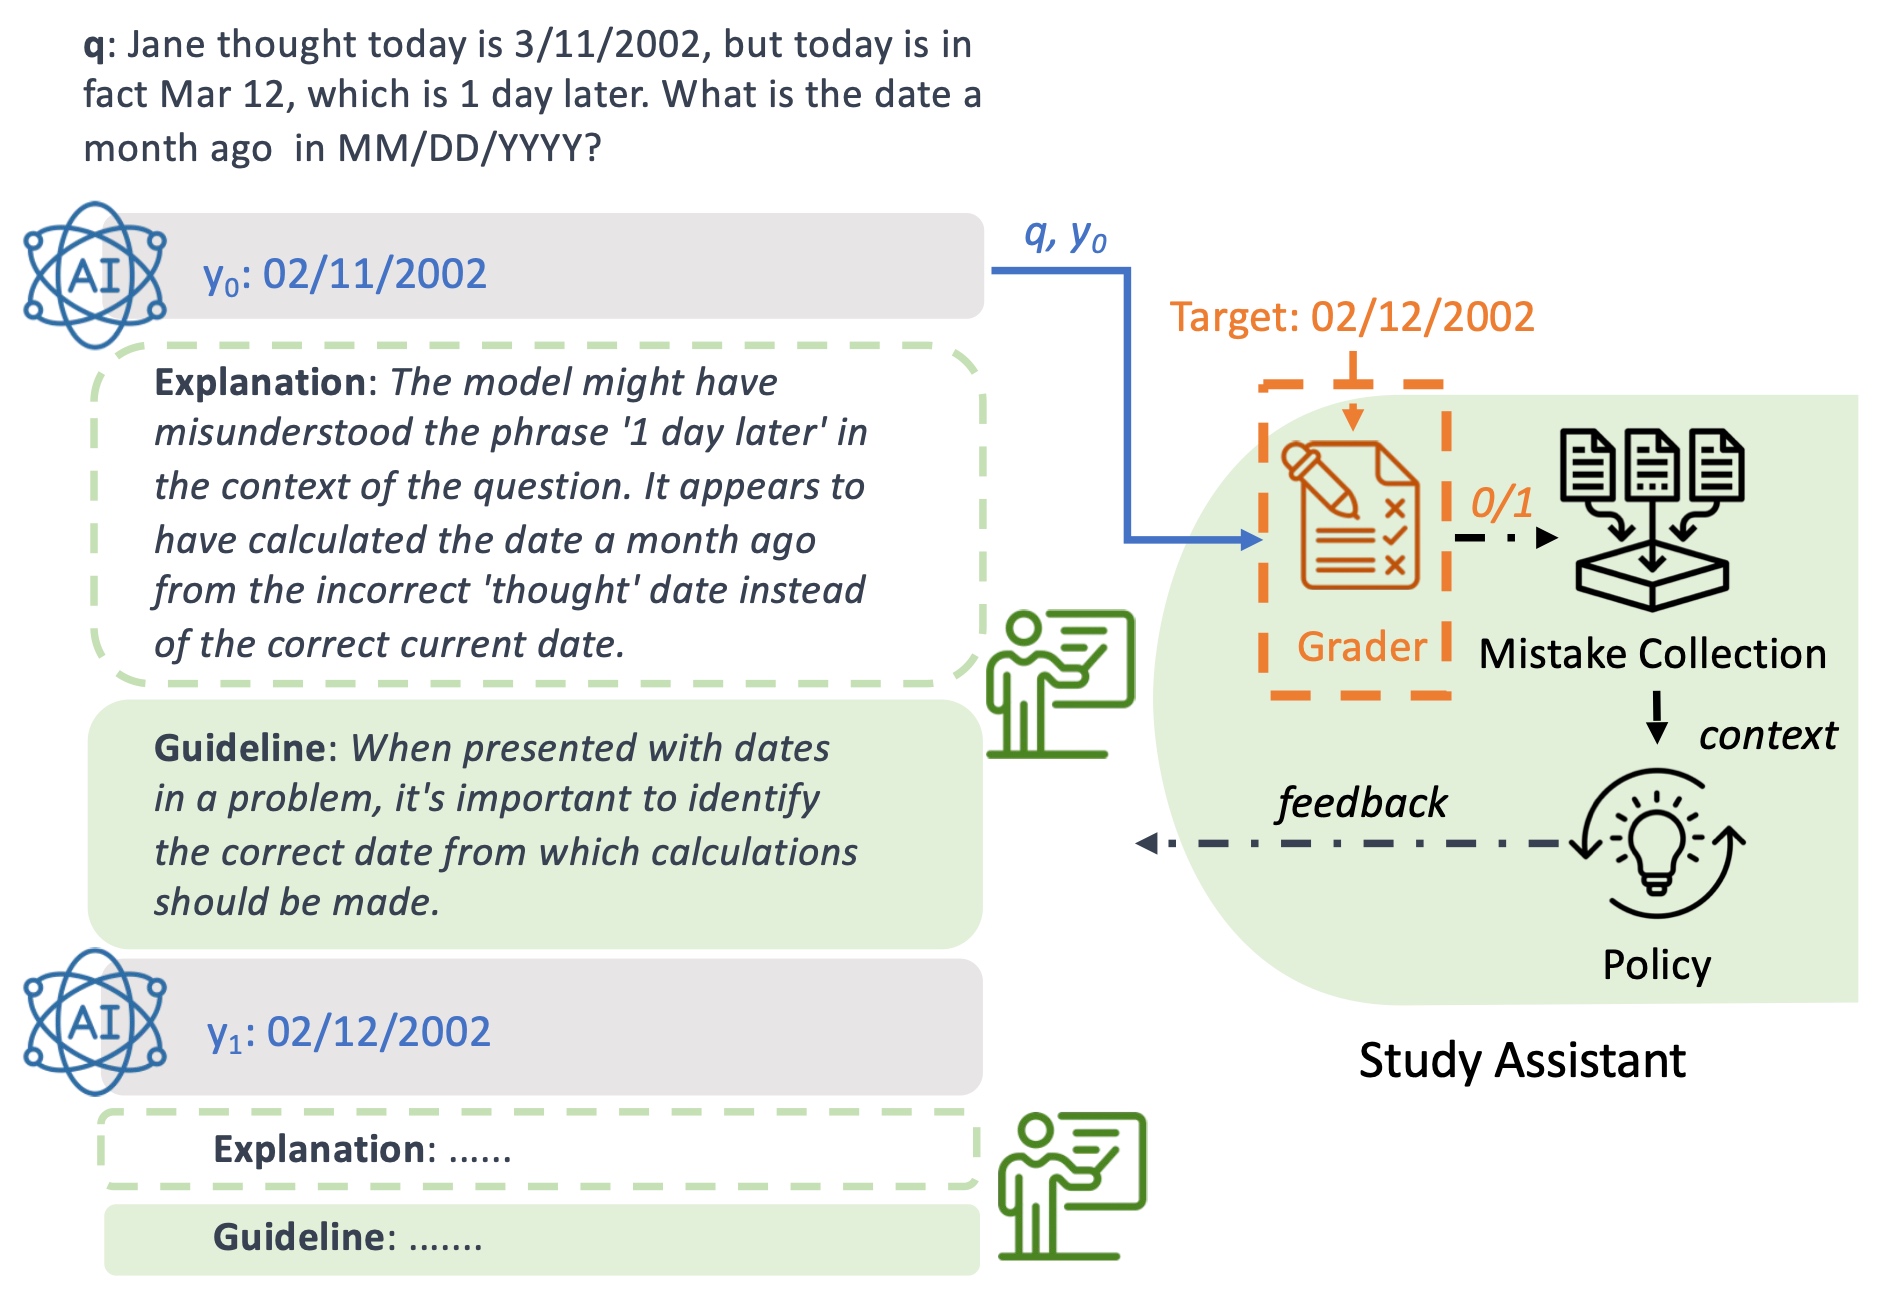 q: Jane thought today is 3/11/2002, but today is in
fact Mar 12, which is 1 day later. What is the date a
month ago in MM/DD/YYYY?
AI
y0: 02/11/2002
q, y0
Target: 02/12/2002
Explanation: The model might have
misunderstood the phrase '1 day later' in
the context of the question. It appears to
have calculated the date a month ago
from the incorrect 'thought' date instead
of the correct current date.
0/1
Grader
Mistake Collection
context
Guideline: When presented with dates
in a problem, it's important to identify
the correct date from which calculations
should be made.
feedback
Policy
Study Assistant
AI
y1: 02/12/2002
Explanation: ......
Guideline: .......